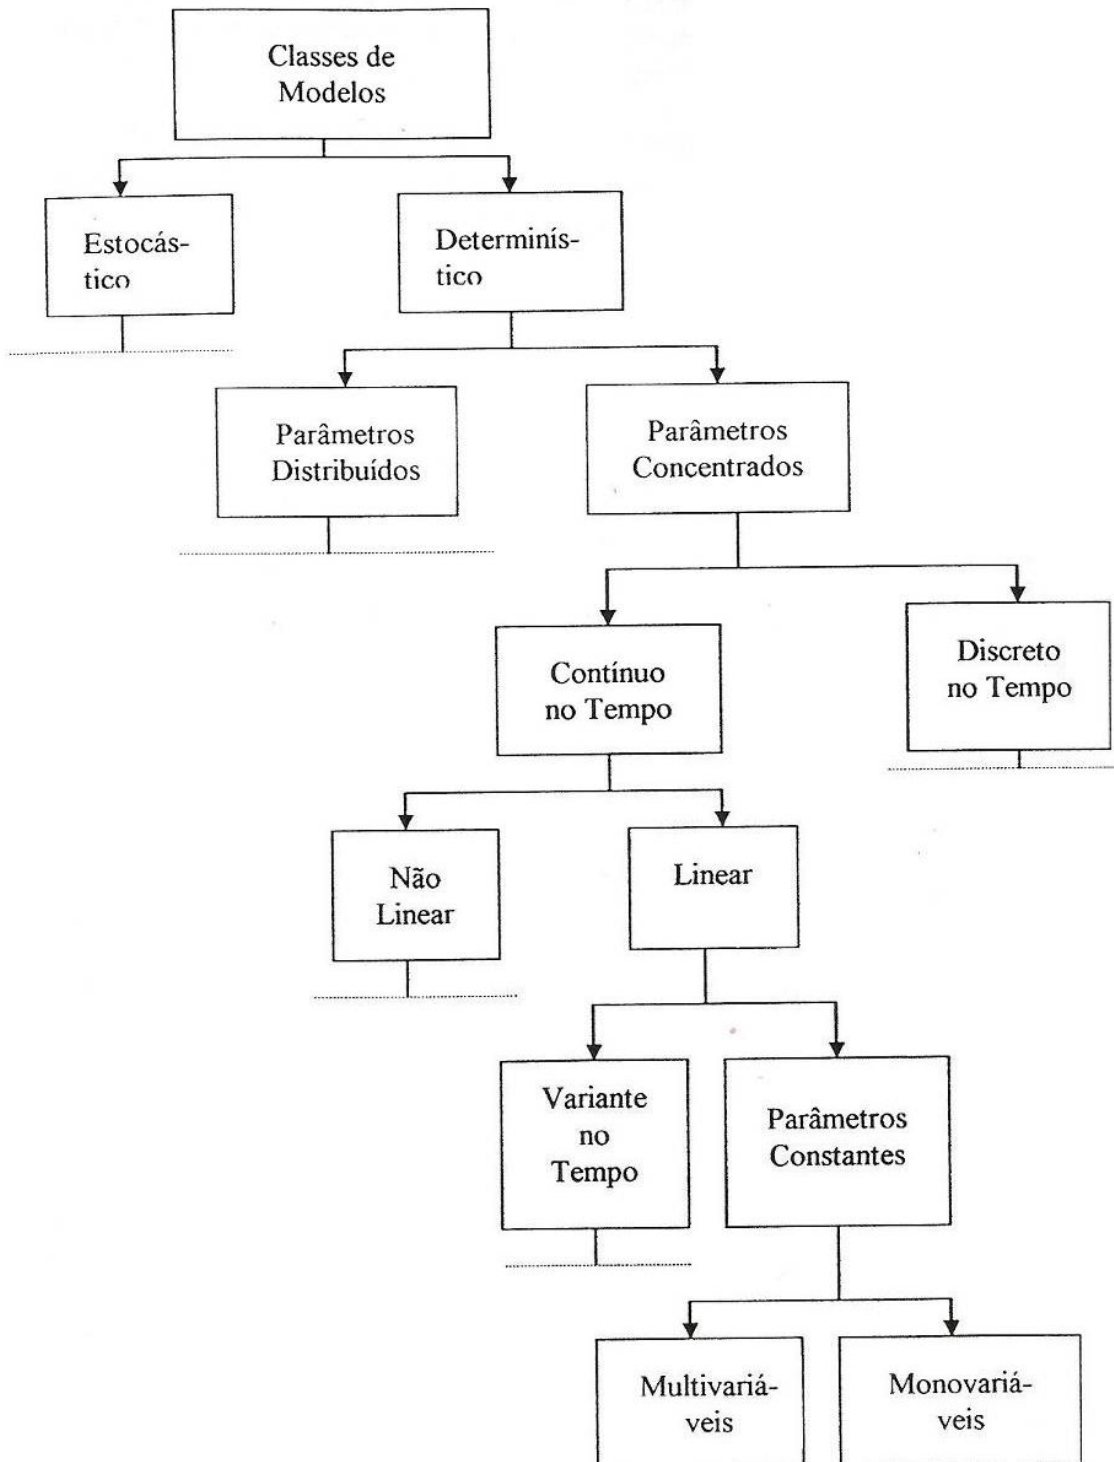 Classes de
Modelos
Estocás-
tico
Determinís-
tico
Parâmetros
Distribuídos
Parâmetros
Concentrados
Contínuo
no Tempo
Discreto
no Tempo
Não
Linear
Linear
Variante
no
Tempo
Parâmetros
Constantes
Multivariá-
veis
Monovariá-
veis